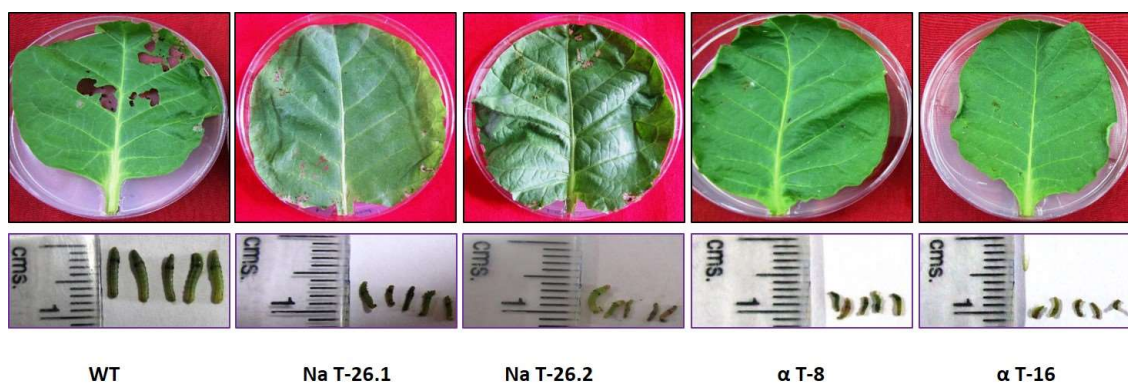 cms.
1
cms.
1
cms.
1
cms.
1
cms.
1
WT
Na T-26.1
Na T-26.2
α T-8
α T-16